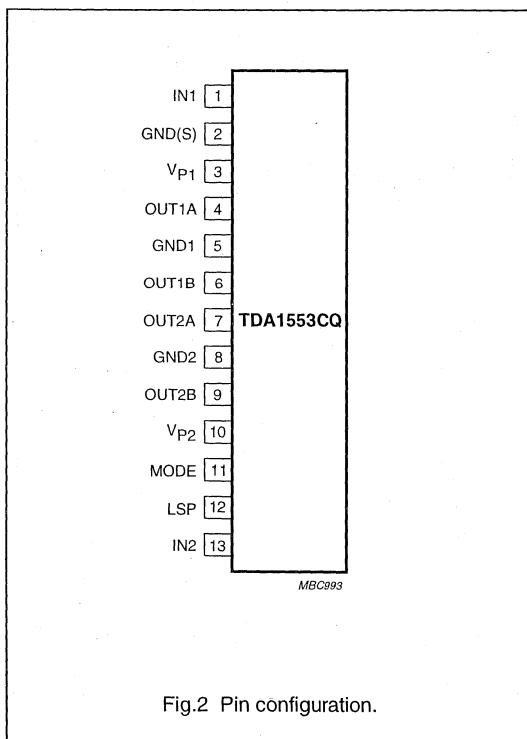 IN1 1
GND(S) 2
VP1 3
OUT1A 4
GND1 5
OUT1B 6
OUT2A 7 TDA1553CQ
GND2 8
OUT2B 9
VP2 10
MODE 11
LSP 12
IN2 13
MBC993
Fig.2 Pin configuration.